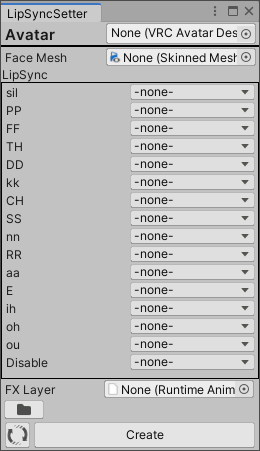 LipSyncSetter
Avatar None (VRC Avatar Des
Face Mesh None (Skinned Mesh
LipSync
sil -none-
PP -none-
FF -none-
TH -none-
DD -none-
kk -none-
CH -none-
SS -none-
nn -none-
RR -none-
aa -none-
E -none-
ih -none-
oh -none-
ou -none-
Disable -none-
FX Layer None (Runtime Anim
Create